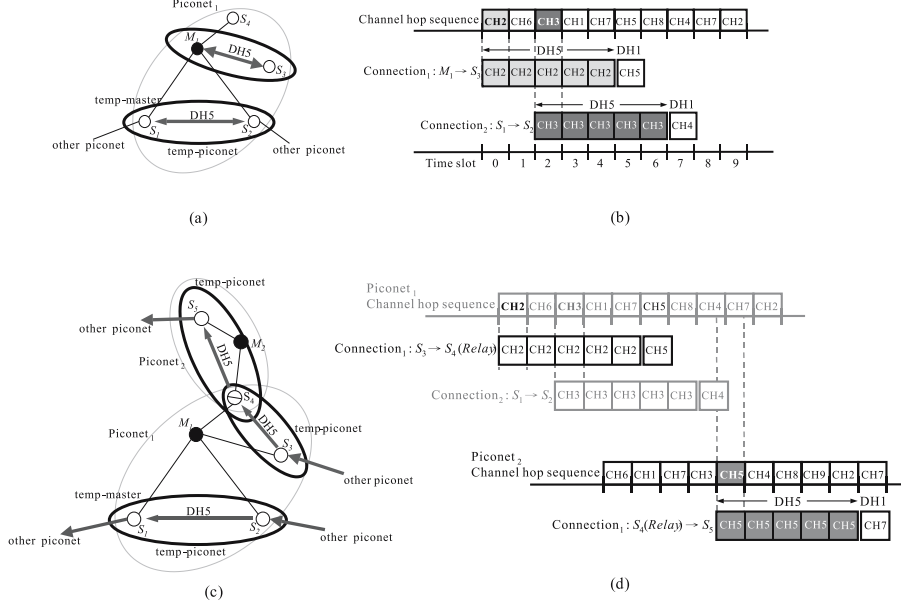 Piconet1
S4
M1
DH5
S3
temp-master
DH5
S1
S2
other piconet
temp-piconet
other piconet
(a)
Channel hop sequence
CH2 CH6 CH3 CH1 CH7 CH5 CH8 CH4 CH7 CH2
DH5 DH1
Connection1 : M1 → S3
CH2 CH2 CH2 CH2 CH2 CH5
DH5 DH1
Connection2 : S1 → S2
CH3 CH3 CH3 CH3 CH3 CH4
Time slot 0 1 2 3 4 5 6 7 8 9
(b)
temp-piconet
S5
other piconet
M2
Piconet2
DH5
S4
DH5
M1
Piconet1
temp-piconet
S3
other piconet
temp-master
DH5
S1
S2
other piconet
temp-piconet
other piconet
(c)
Piconet1
Channel hop sequence
CH2 CH6 CH3 CH1 CH7 CH5 CH8 CH4 CH7 CH2
Connection1 : S3 → S4(Relay)
CH2 CH2 CH2 CH2 CH2 CH5
Connection2 : S1 → S2
CH3 CH3 CH3 CH3 CH3 CH4
Piconet2
Channel hop sequence
CH6 CH1 CH7 CH3 CH5 CH4 CH8 CH9 CH2 CH7
DH5 DH1
Connection1 : S4(Relay) → S5
CH5 CH5 CH5 CH5 CH5 CH7
(d)